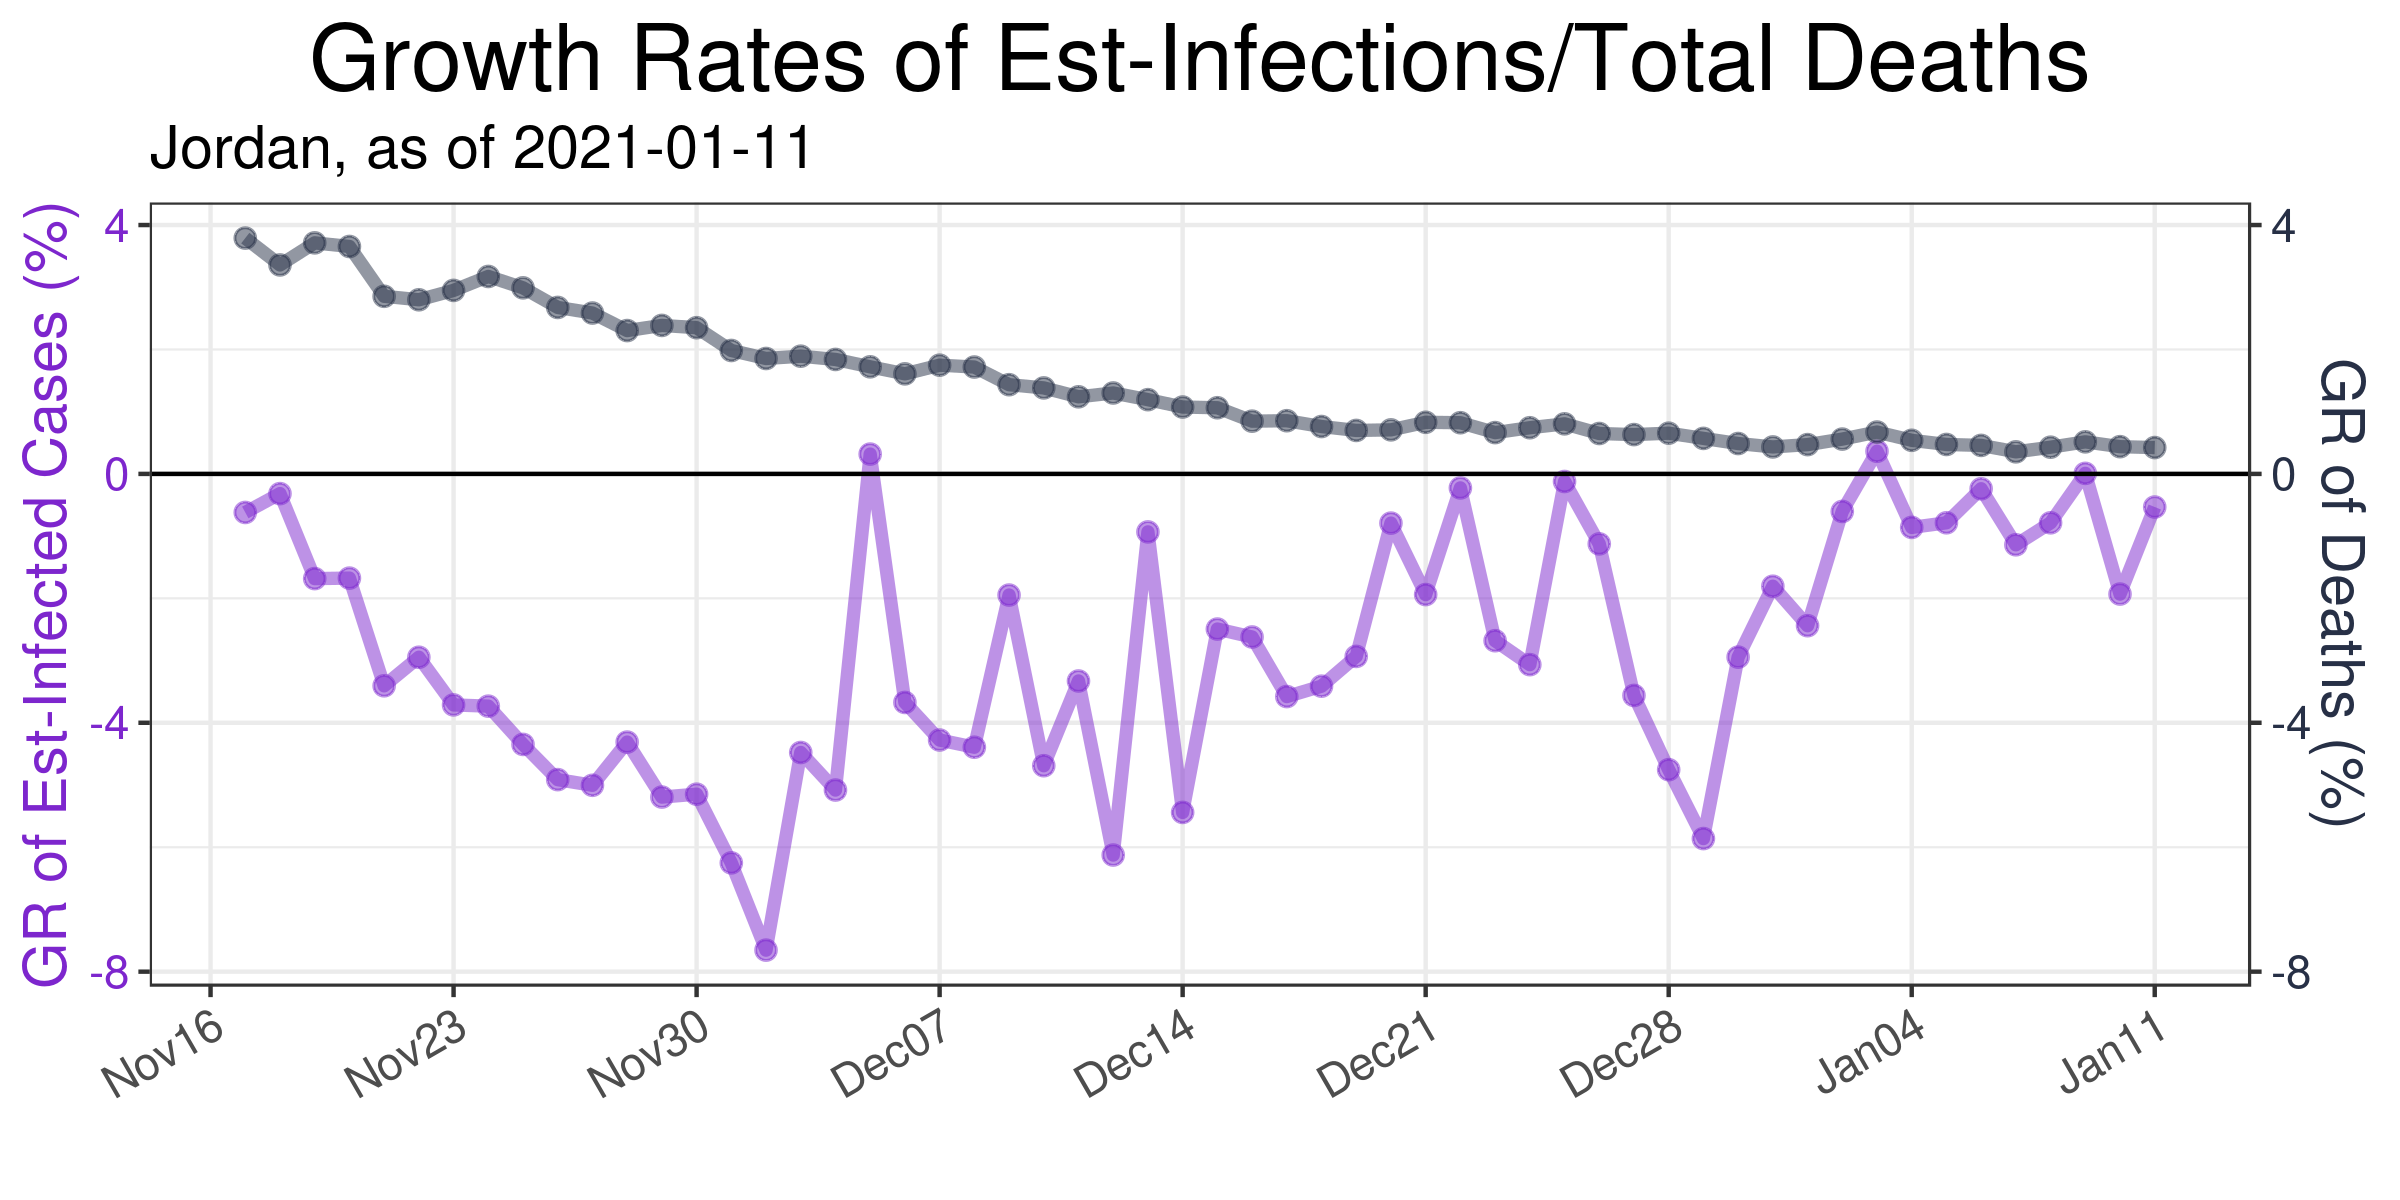 Growth Rates of Est-Infections/Total Deaths
Jordan, as of 2021-01-11
GR of Est-Infected Cases (%)
4
0
-4
-8
4
0
-4
-8
GR of Deaths (%)
Nov16 Nov23 Nov30 Dec07 Dec14 Dec21 Dec28 Jan04 Jan11